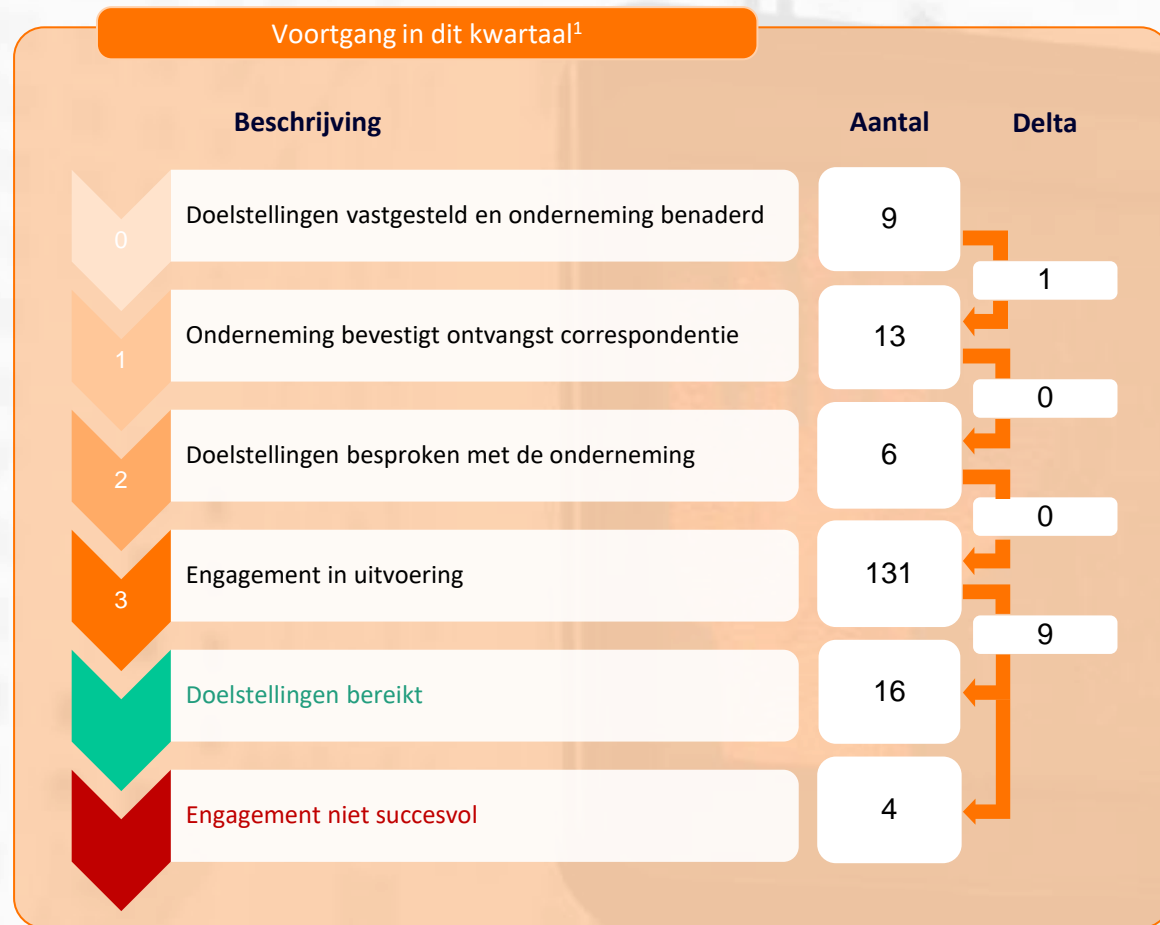 Voortgang in dit kwartaal¹
Beschrijving Aantal Delta
0 Doelstellingen vastgesteld en onderneming benaderd 9
1
1 Onderneming bevestigt ontvangst correspondentie 13
0
2 Doelstellingen besproken met de onderneming 6
0
3 Engagement in uitvoering 131
9
Doelstellingen bereikt 16
Engagement niet succesvol 4